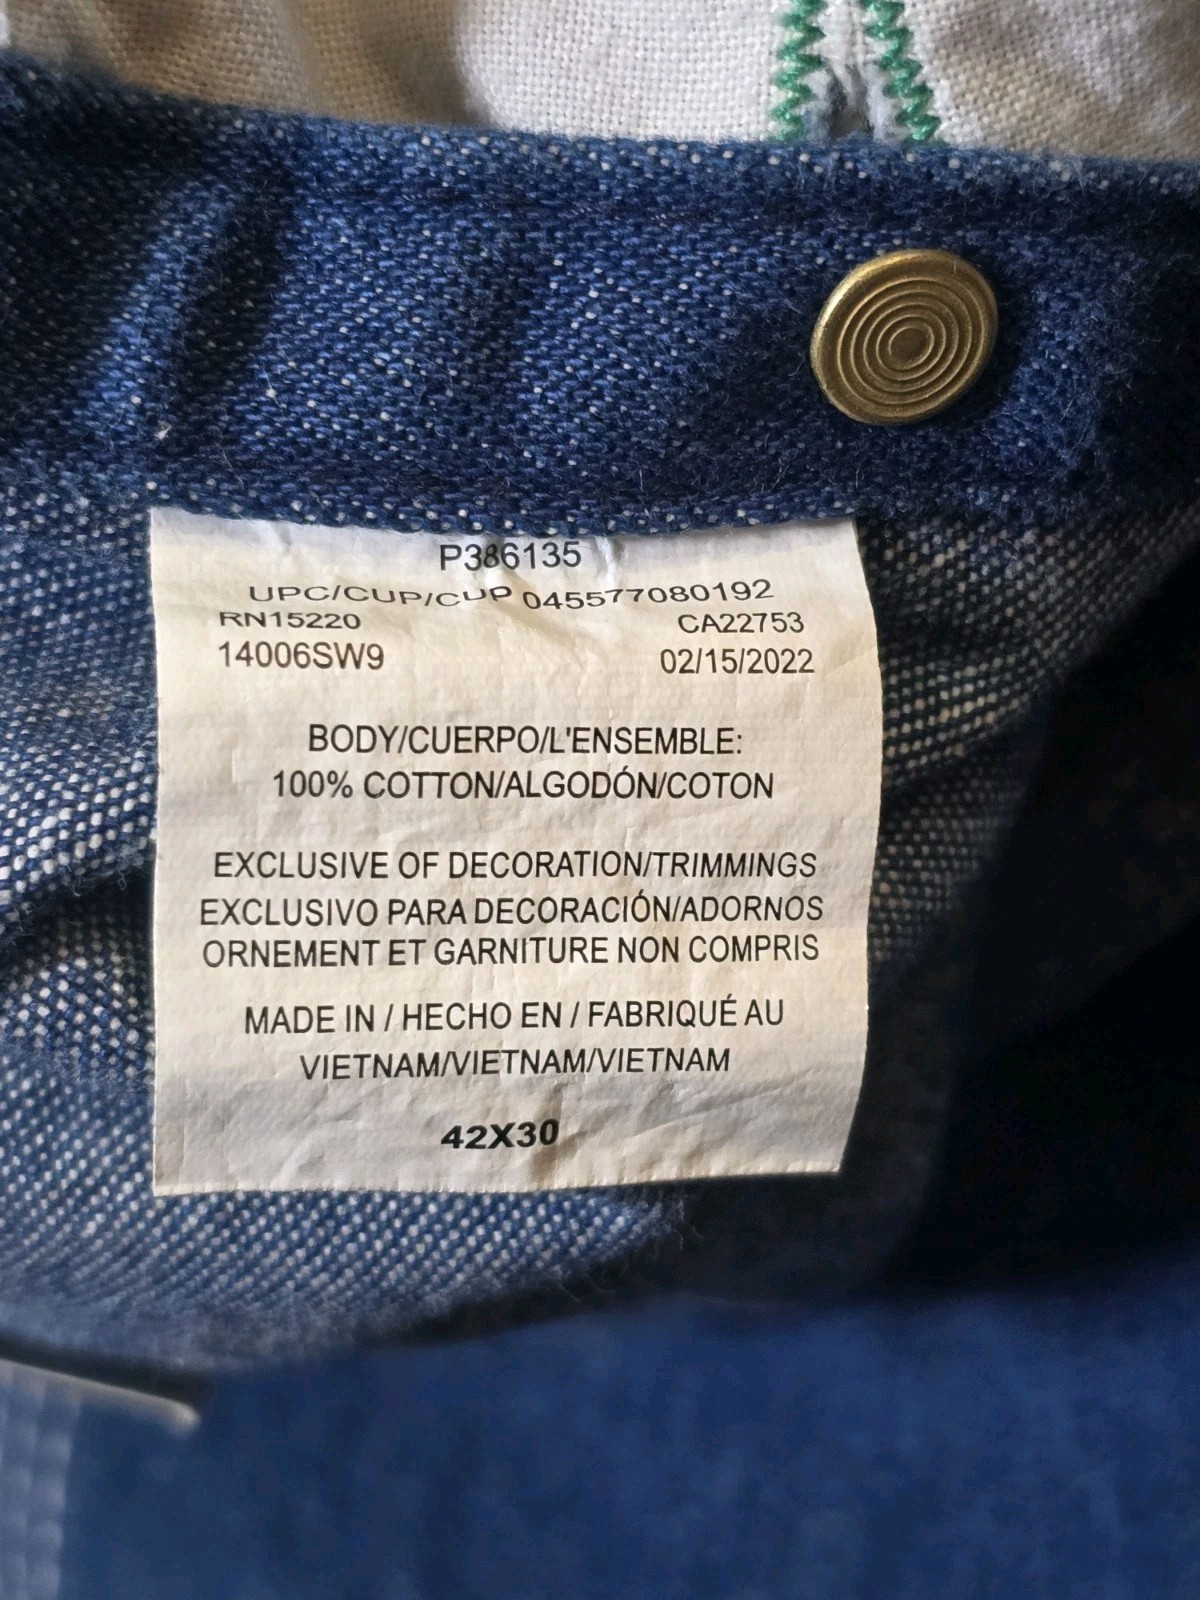 P386135
UPC/CUP/CUP 045577080192
RN15220 CA22753
14006SW9 02/15/2022
BODY/CUERPO/L'ENSEMBLE:
100% COTTON/ALGODÓN/COTON
EXCLUSIVE OF DECORATION/TRIMMINGS
EXCLUSIVO PARA DECORACIÓN/ADORNOS
ORNEMENT ET GARNITURE NON COMPRIS
MADE IN / HECHO EN / FABRIQUÉ AU
VIETNAM/VIETNAM/VIETNAM
42X30